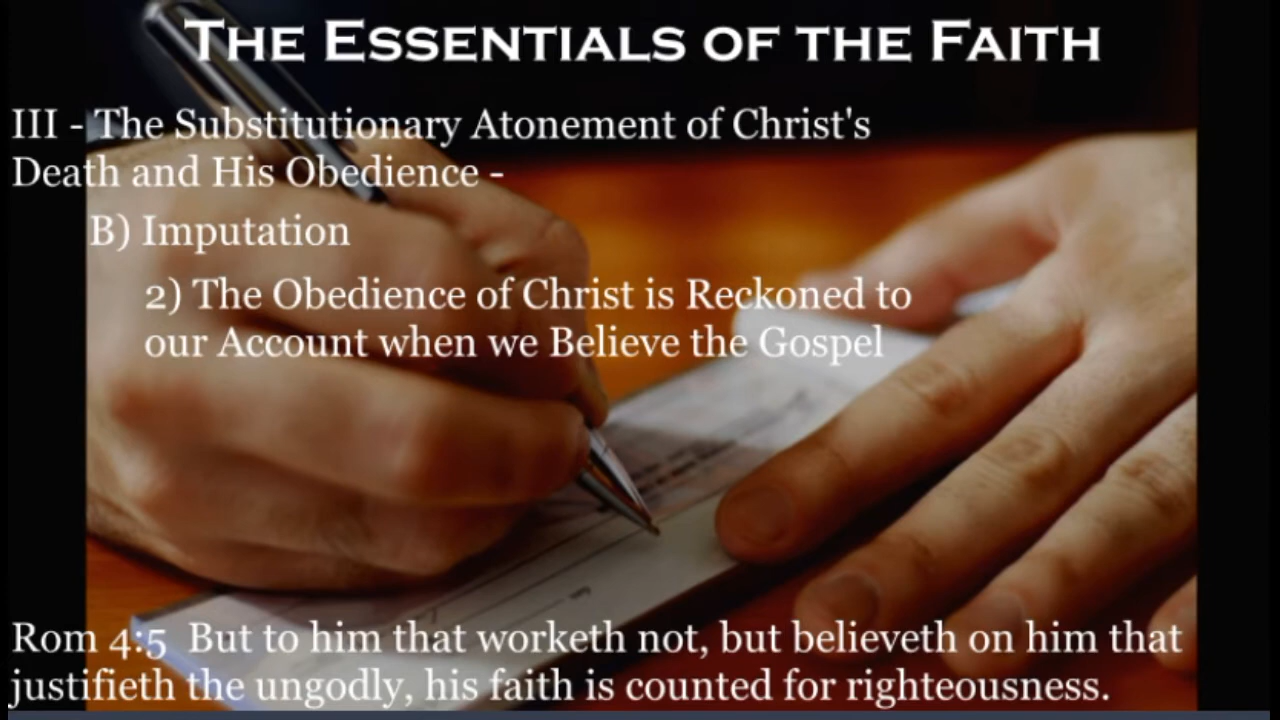 The Essentials of the Faith
III - The Substitutionary Atonement of Christ's
Death and His Obedience -
B) Imputation
2) The Obedience of Christ is Reckoned to
our Account when we Believe the Gospel
Rom 4:5  But to him that worketh not, but believeth on him that
justifieth the ungodly, his faith is counted for righteousness.